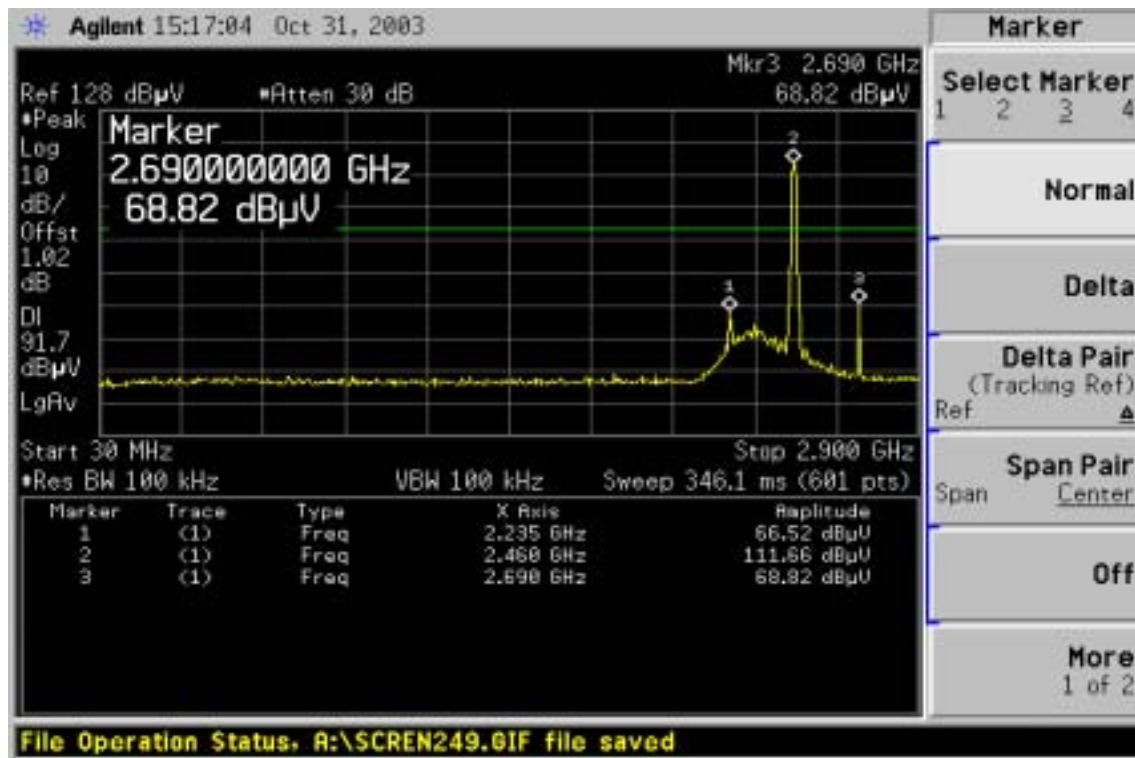 Agilent 15:17:04 Oct 31, 2003
Mkr3 2.690 GHz
Ref 128 dBµV #Atten 30 dB 68.82 dBµV
#Peak
Log
10
dB/
Offst
1.02
dB
DI
91.7
dBµV
LgAv
Marker
2.690000000 GHz
68.82 dBµV
1
2
3
Start 30 MHz Stop 2.900 GHz
#Res BW 100 kHz VBW 100 kHz Sweep 346.1 ms (601 pts)
Marker Trace Type X Axis Amplitude
1 (1) Freq 2.235 GHz 66.52 dBµV
2 (1) Freq 2.460 GHz 111.66 dBµV
3 (1) Freq 2.690 GHz 68.82 dBµV
File Operation Status, A:\SCREN249.GIF file saved
Marker
Select Marker
1 2 3 4
Normal
Delta
Delta Pair
(Tracking Ref)
Ref Δ
Span Pair
Span Center
Off
More
1 of 2